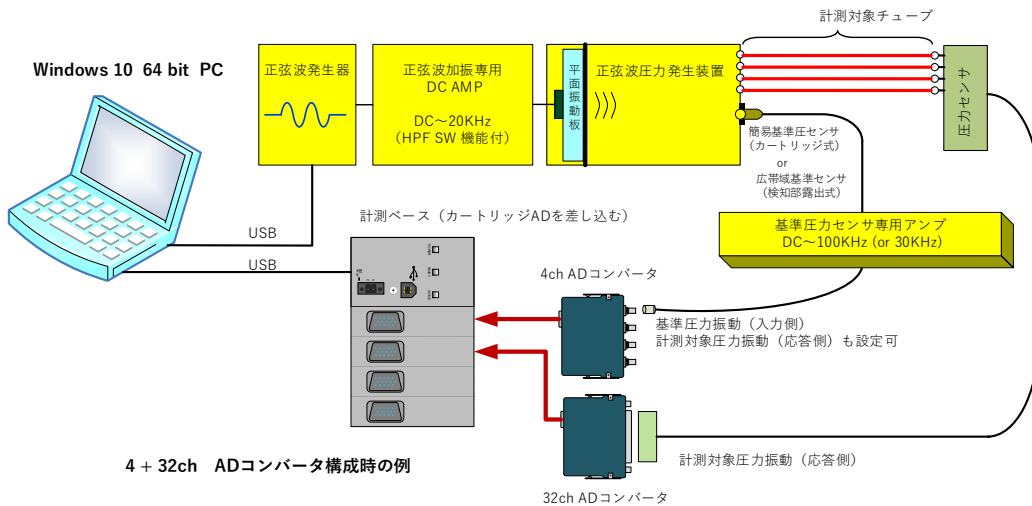 計測対象チューブ
Windows 10  64 bit  PC
正弦波発生器
正弦波加振専用
DC AMP
DC～20KHz
(HPF SW 機能付)
平面振動板
正弦波圧力発生装置
圧力センサ
簡易基準圧センサ
（カートリッジ式）
or
広帯域基準センサ
（検知部露出式）
基準圧力センサ専用アンプ
DC～100KHz (or 30KHz)
USB
USB
計測ベース（カートリッジADを差し込む）
4ch ADコンバータ
基準圧力振動（入力側）
計測対象圧力振動（応答側）も設定可
4 + 32ch　ADコンバータ構成時の例
計測対象圧力振動（応答側）
32ch ADコンバータ